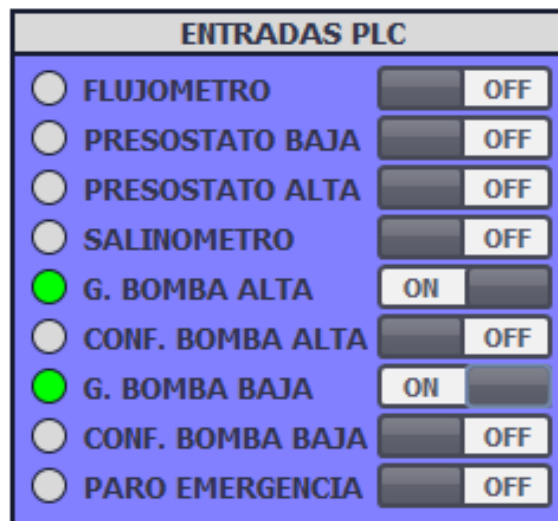 ENTRADAS PLC
FLUJOMETRO OFF
PRESOSTATO BAJA OFF
PRESOSTATO ALTA OFF
SALINOMETRO OFF
G. BOMBA ALTA ON
CONF. BOMBA ALTA OFF
G. BOMBA BAJA ON
CONF. BOMBA BAJA OFF
PARO EMERGENCIA OFF